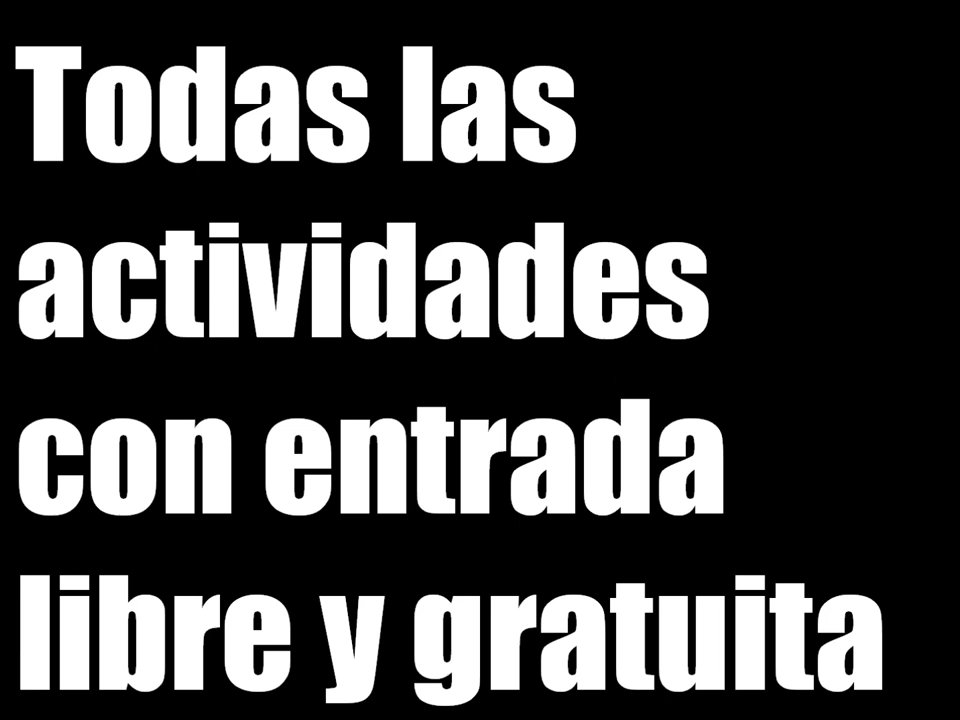 Todas las
actividades
con entrada
libre y gratuita